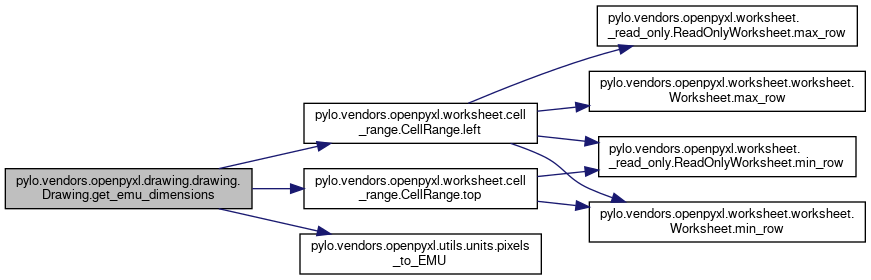 pylo.vendors.openpyxl.drawing.drawing.
Drawing.get_emu_dimensions
pylo.vendors.openpyxl.worksheet.cell
_range.CellRange.left
pylo.vendors.openpyxl.worksheet.cell
_range.CellRange.top
pylo.vendors.openpyxl.utils.units.pixels
_to_EMU
pylo.vendors.openpyxl.worksheet.
_read_only.ReadOnlyWorksheet.max_row
pylo.vendors.openpyxl.worksheet.worksheet.
Worksheet.max_row
pylo.vendors.openpyxl.worksheet.
_read_only.ReadOnlyWorksheet.min_row
pylo.vendors.openpyxl.worksheet.worksheet.
Worksheet.min_row